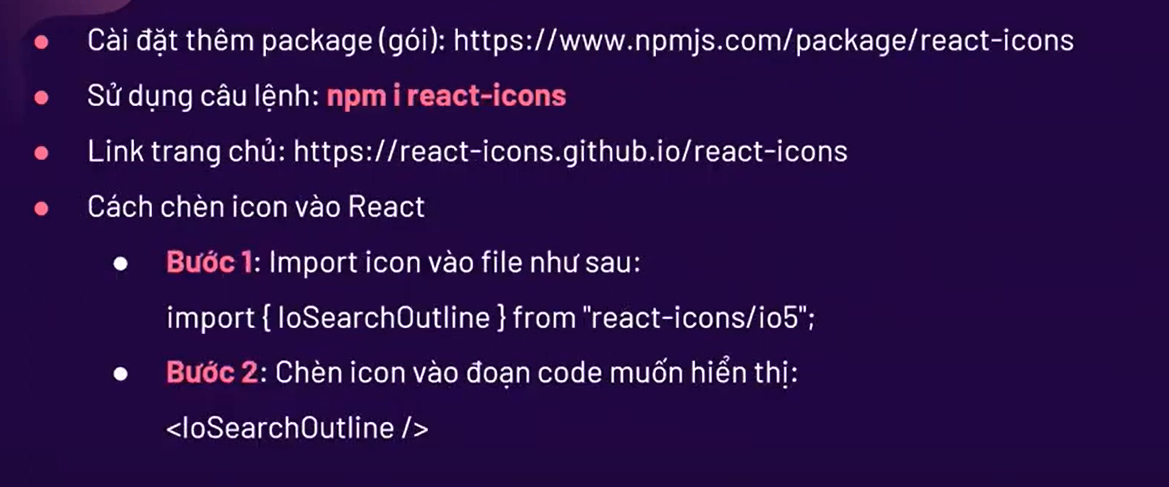 Cài đặt thêm package (gói): https://www.npmjs.com/package/react-icons
Sử dụng câu lệnh: npm i react-icons
Link trang chủ: https://react-icons.github.io/react-icons
Cách chèn icon vào React
Bước 1: Import icon vào file như sau:
import { IoSearchOutline } from "react-icons/io5";
Bước 2: Chèn icon vào đoạn code muốn hiển thị:
<IoSearchOutline />